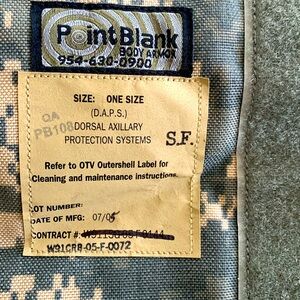 PointBlank
BODY ARMOR
954-630-0900
SIZE: ONE SIZE
(D.A.P.S.)
QA
PB108
DORSAL AXILLARY
PROTECTION SYSTEMS
S.F.
Refer to OTV Outershell Label for
Cleaning and maintenance instructions.
LOT NUMBER:
DATE OF MFG: 07/05
CONTRACT #:
W91CRB-05-F-0072